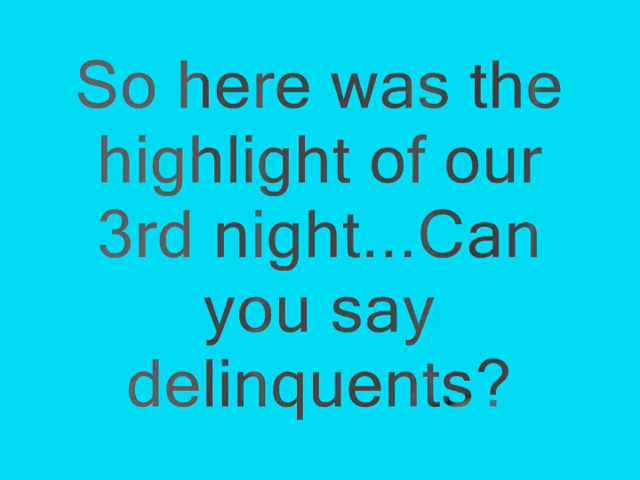 So here was the
highlight of our
3rd night...Can
you say
delinquents?